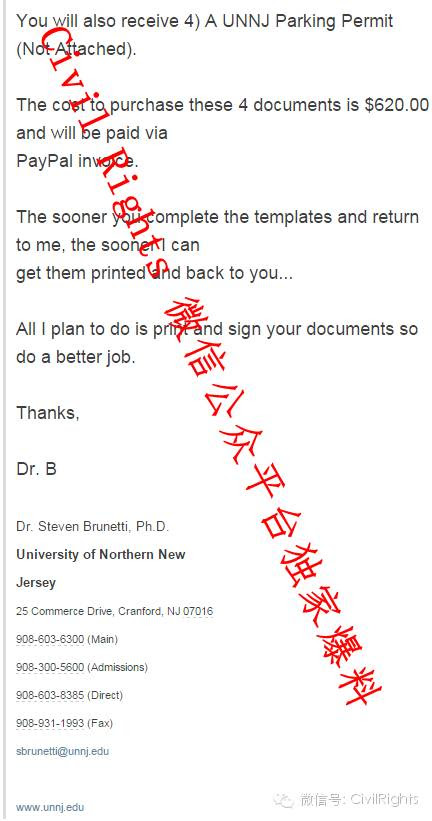 You will also receive 4) A UNNJ Parking Permit
(Not Attached).
The cost to purchase these 4 documents is $620.00
and will be paid via
PayPal invoice.
The sooner you complete the templates and return
to me, the sooner I can
get them printed and back to you...
All I plan to do is print and sign your documents so
do a better job.
Thanks,
Dr. B
Dr. Steven Brunetti, Ph.D.
University of Northern New
Jersey
25 Commerce Drive, Cranford, NJ 07016
908-603-6300 (Main)
908-300-5600 (Admissions)
908-603-8385 (Direct)
908-931-1993 (Fax)
sbrunetti@unnj.edu
www.unnj.edu
Civil Rights 微信公众平台独家爆料
微信号: CivilRights